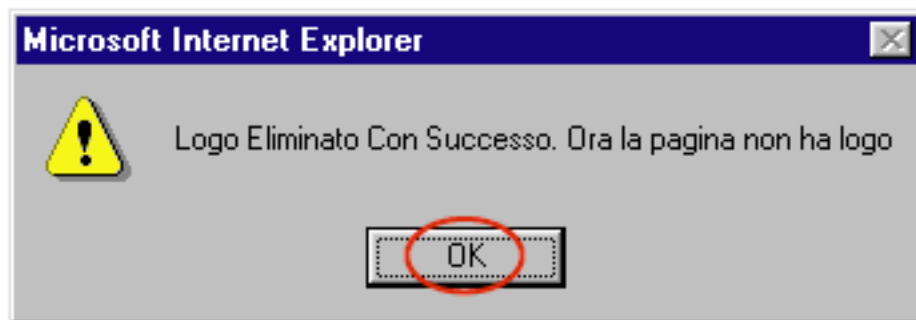 Microsoft Internet Explorer
Logo Eliminato Con Successo. Ora la pagina non ha logo
OK